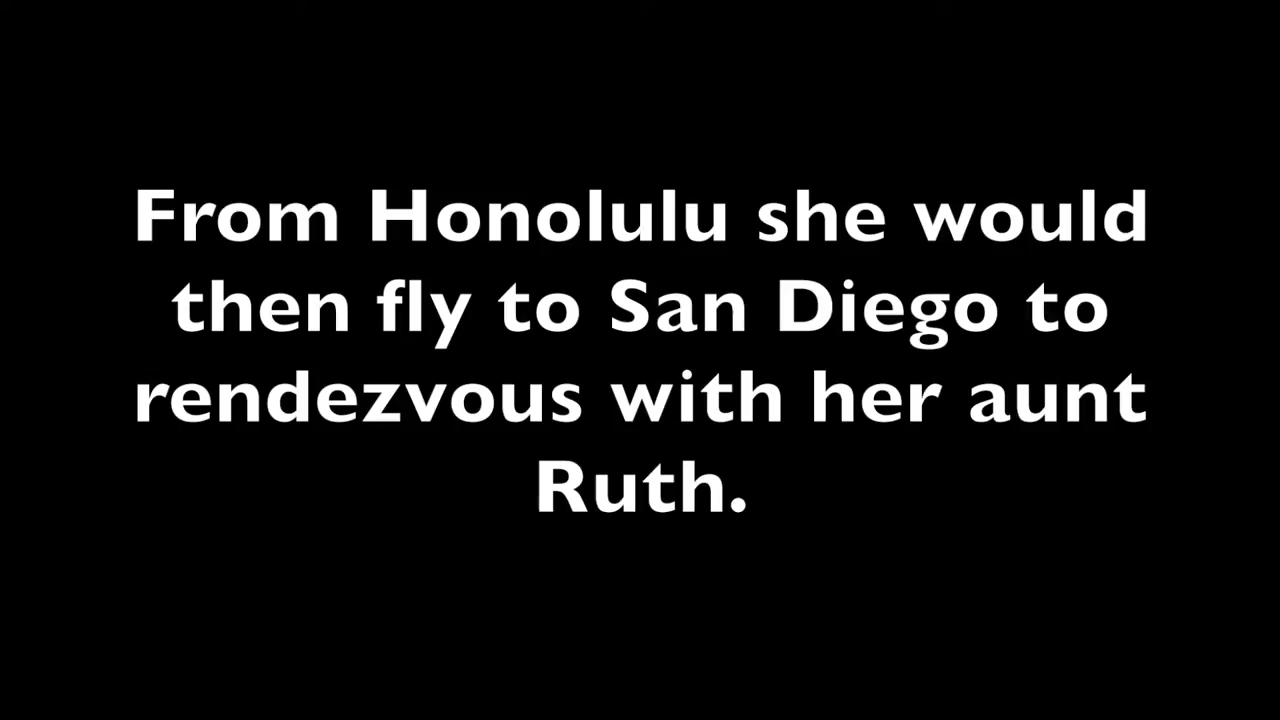 From Honolulu she would
then fly to San Diego to
rendezvous with her aunt
Ruth.